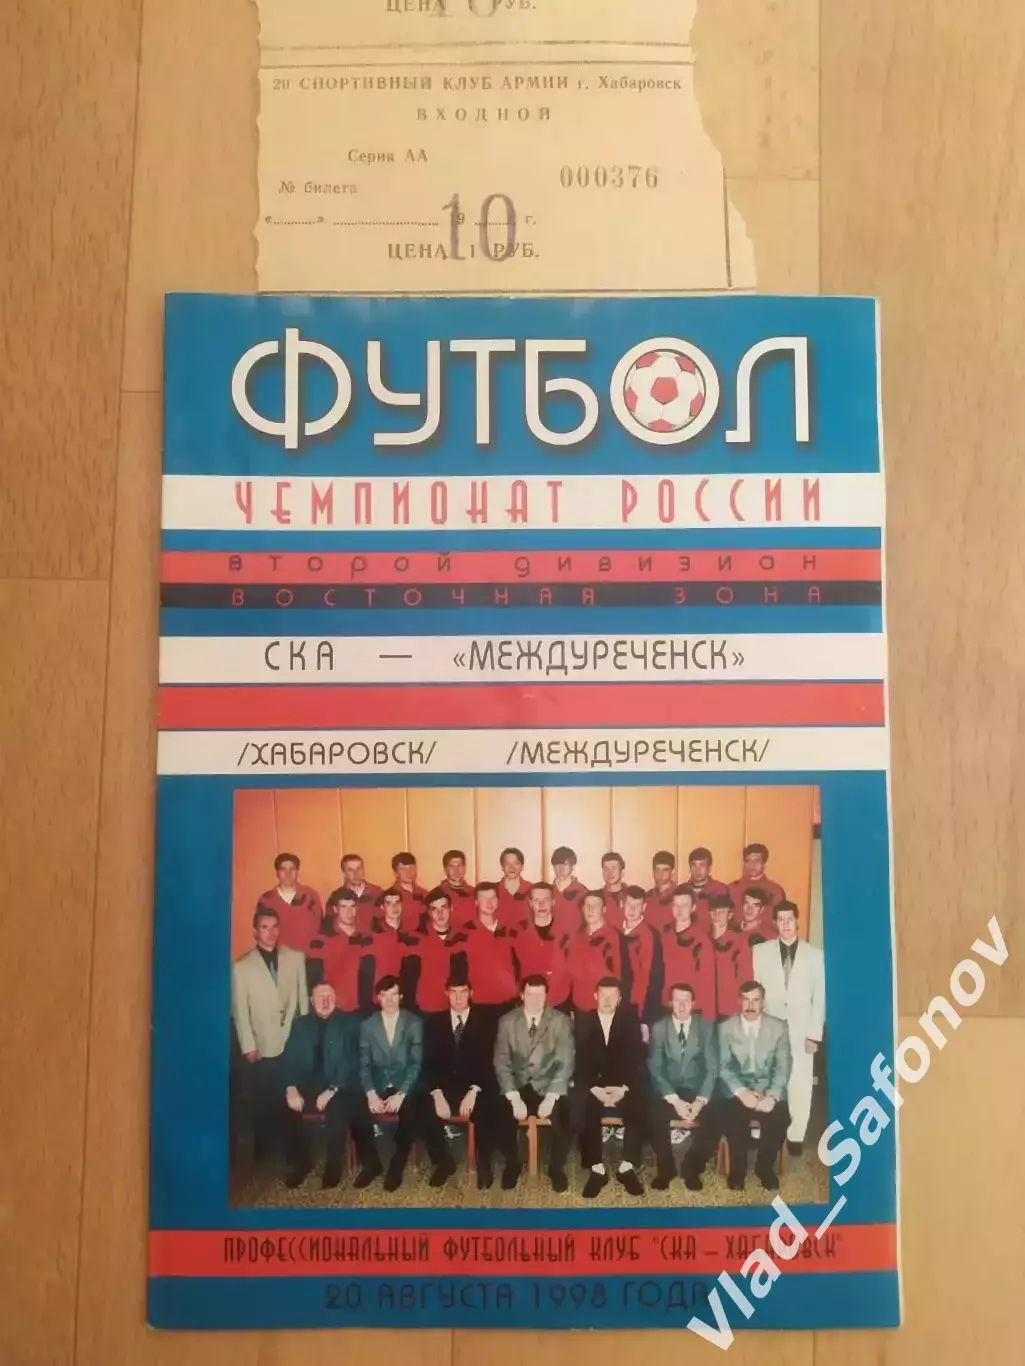 ЦЕНА 10 РУБ.
20 СПОРТИВНЫЙ КЛУБ АРМИИ г. Хабаровск
ВХОДНОЙ
Серия АА
000376
№ билета
«..........» .......................... 19 .......... г.
10
ЦЕНА 1 РУБ.
ФУТБОЛ
ЧЕМПИОНАТ РОССИИ
ВТОРОЙ ДИВИЗИОН
ВОСТОЧНАЯ ЗОНА
СКА — «МЕЖДУРЕЧЕНСК»
/ХАБАРОВСК/ /МЕЖДУРЕЧЕНСК/
ПРОФЕССИОНАЛЬНЫЙ ФУТБОЛЬНЫЙ КЛУБ "СКА – ХАБАРОВСК"
20 АВГУСТА 1998 ГОДА
Vlad_Safonov